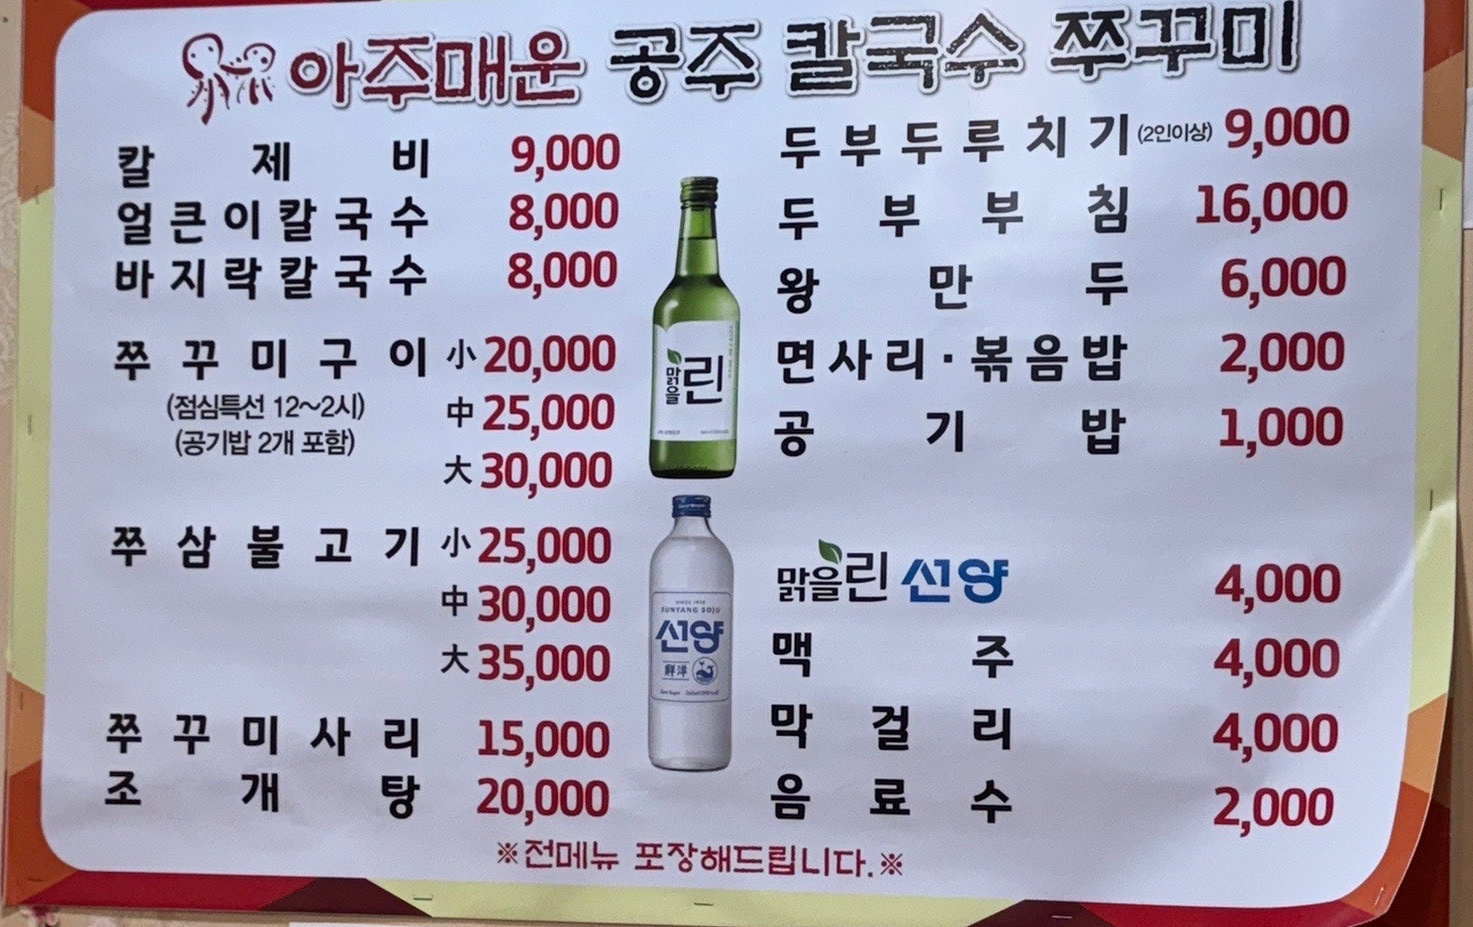 아주매운 공주 칼국수 쭈꾸미
칼제비 9,000
얼큰이칼국수 8,000
바지락칼국수 8,000
쭈꾸미구이 小 20,000
(점심특선 12~2시) 中 25,000
(공기밥 2개 포함)
大 30,000
쭈삼불고기 小 25,000
中 30,000
大 35,000
쭈꾸미사리 15,000
조개탕 20,000
맑을
린
SINCE 1973
SUNYANG SOJU
선양
鮮洋
두부두루치기(2인이상) 9,000
두부부침 16,000
왕만두 6,000
면사리·볶음밥 2,000
공기밥 1,000
맑을린 선양 4,000
맥주 4,000
막걸리 4,000
음료수 2,000
※전메뉴 포장해드립니다.※